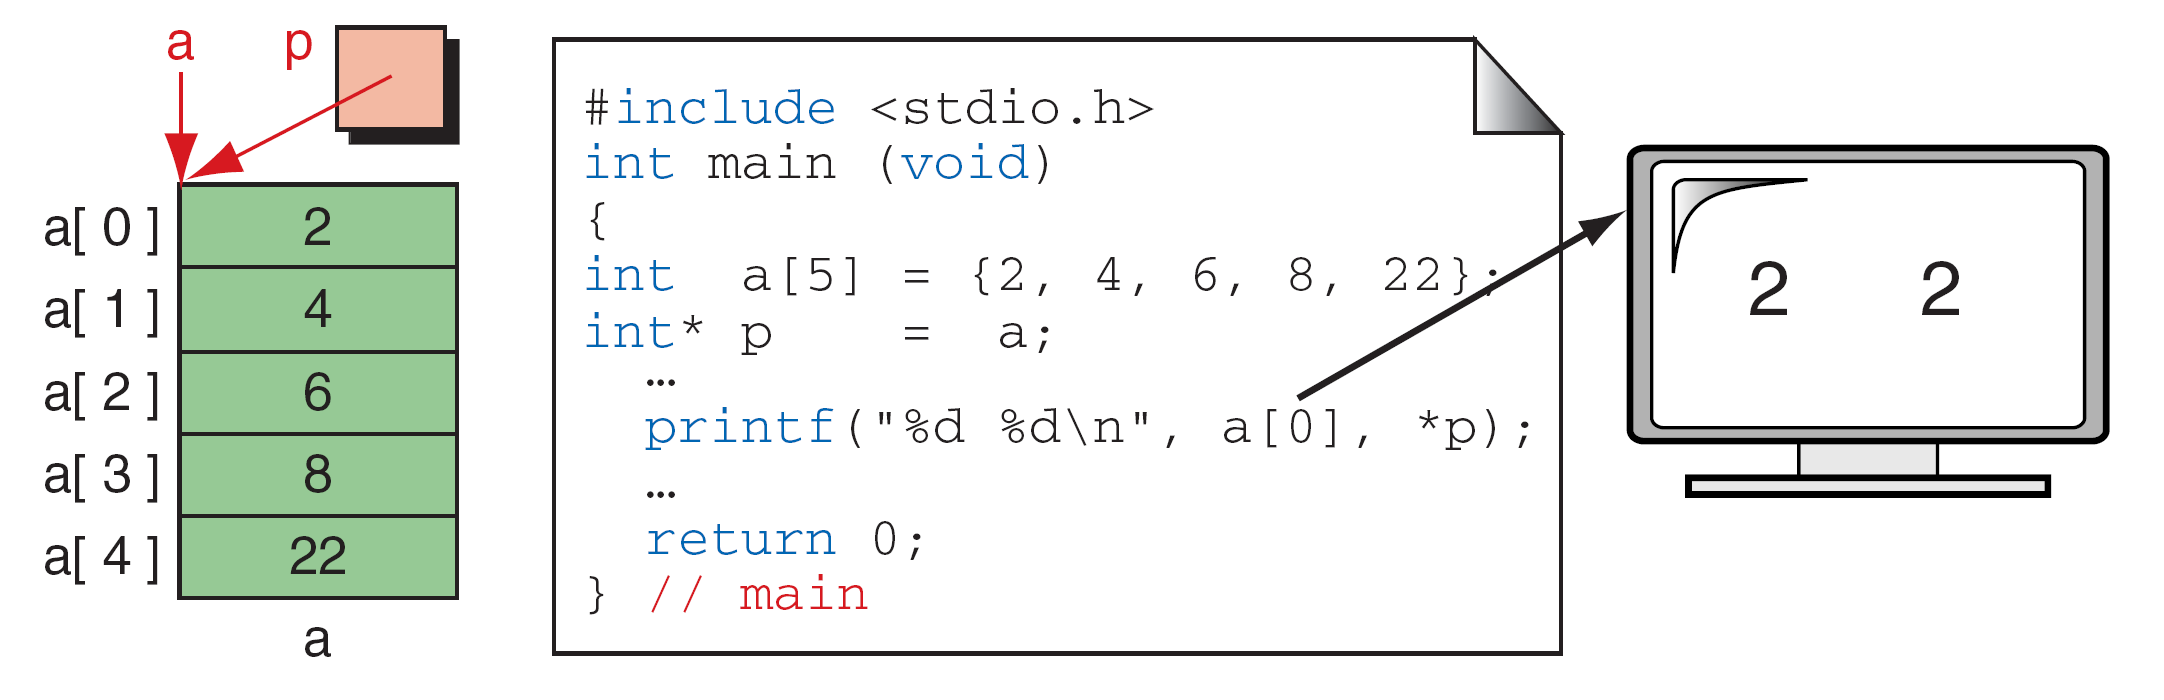 a p
a[ 0 ] 2
a[ 1 ] 4
a[ 2 ] 6
a[ 3 ] 8
a[ 4 ] 22
a
#include <stdio.h>
int main (void)
{
int a[5] = {2, 4, 6, 8, 22};
int* p = a;
…
printf("%d %d\n", a[0], *p);
…
return 0;
} // main
2 2